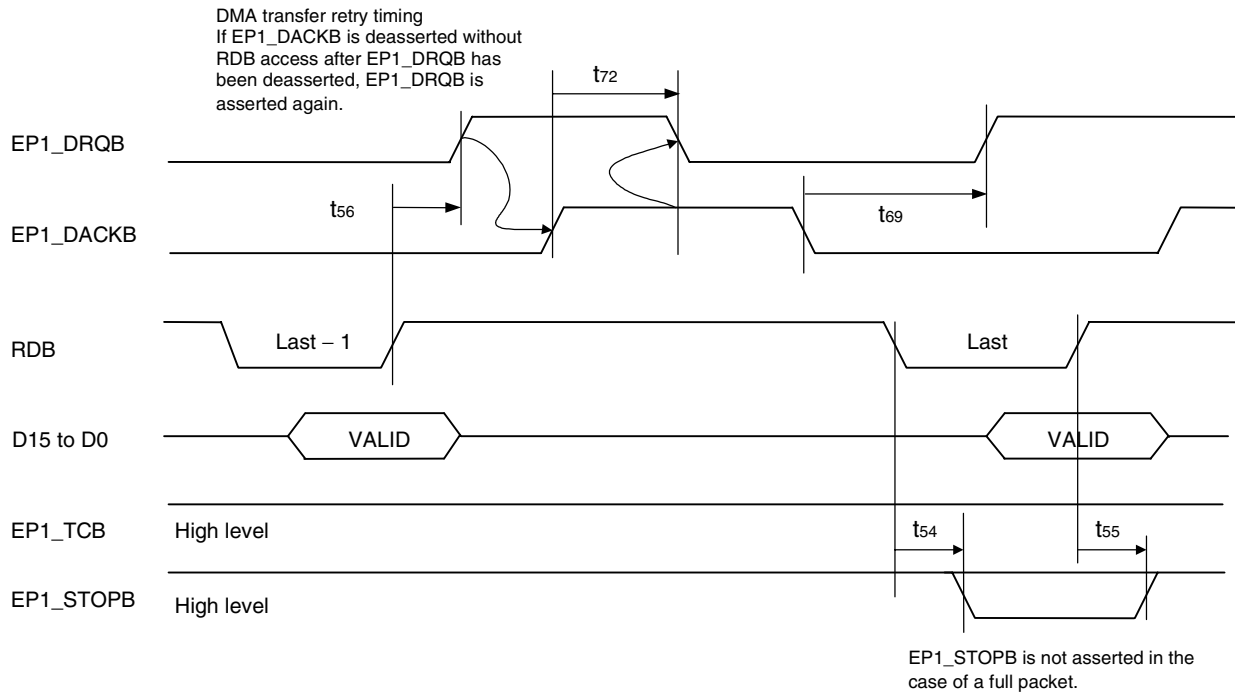 DMA transfer retry timing
If EP1_DACKB is deasserted without
RDB access after EP1_DRQB has
been deasserted, EP1_DRQB is
asserted again.
t72
EP1_DRQB
t56
t69
EP1_DACKB
RDB
Last – 1
Last
D15 to D0
VALID
VALID
EP1_TCB
High level
t54
t55
EP1_STOPB
High level
EP1_STOPB is not asserted in the
case of a full packet.